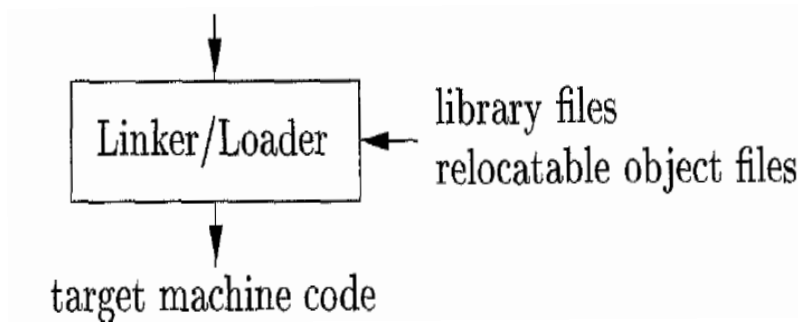 Linker/Loader
library files
relocatable object files
target machine code